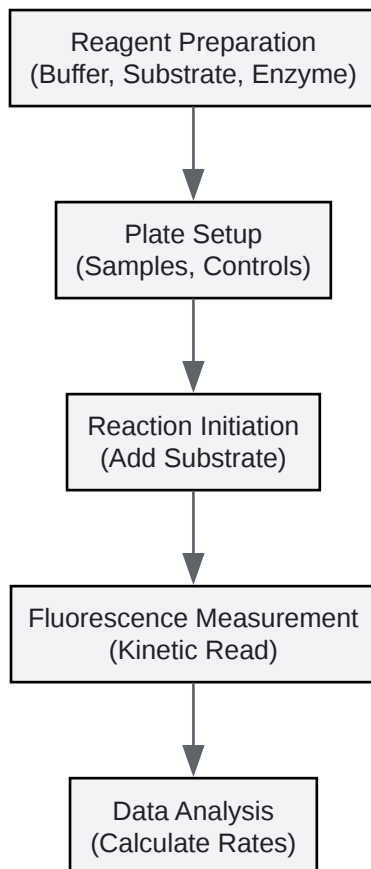 Reagent Preparation
(Buffer, Substrate, Enzyme)
Plate Setup
(Samples, Controls)
Reaction Initiation
(Add Substrate)
Fluorescence Measurement
(Kinetic Read)
Data Analysis
(Calculate Rates)